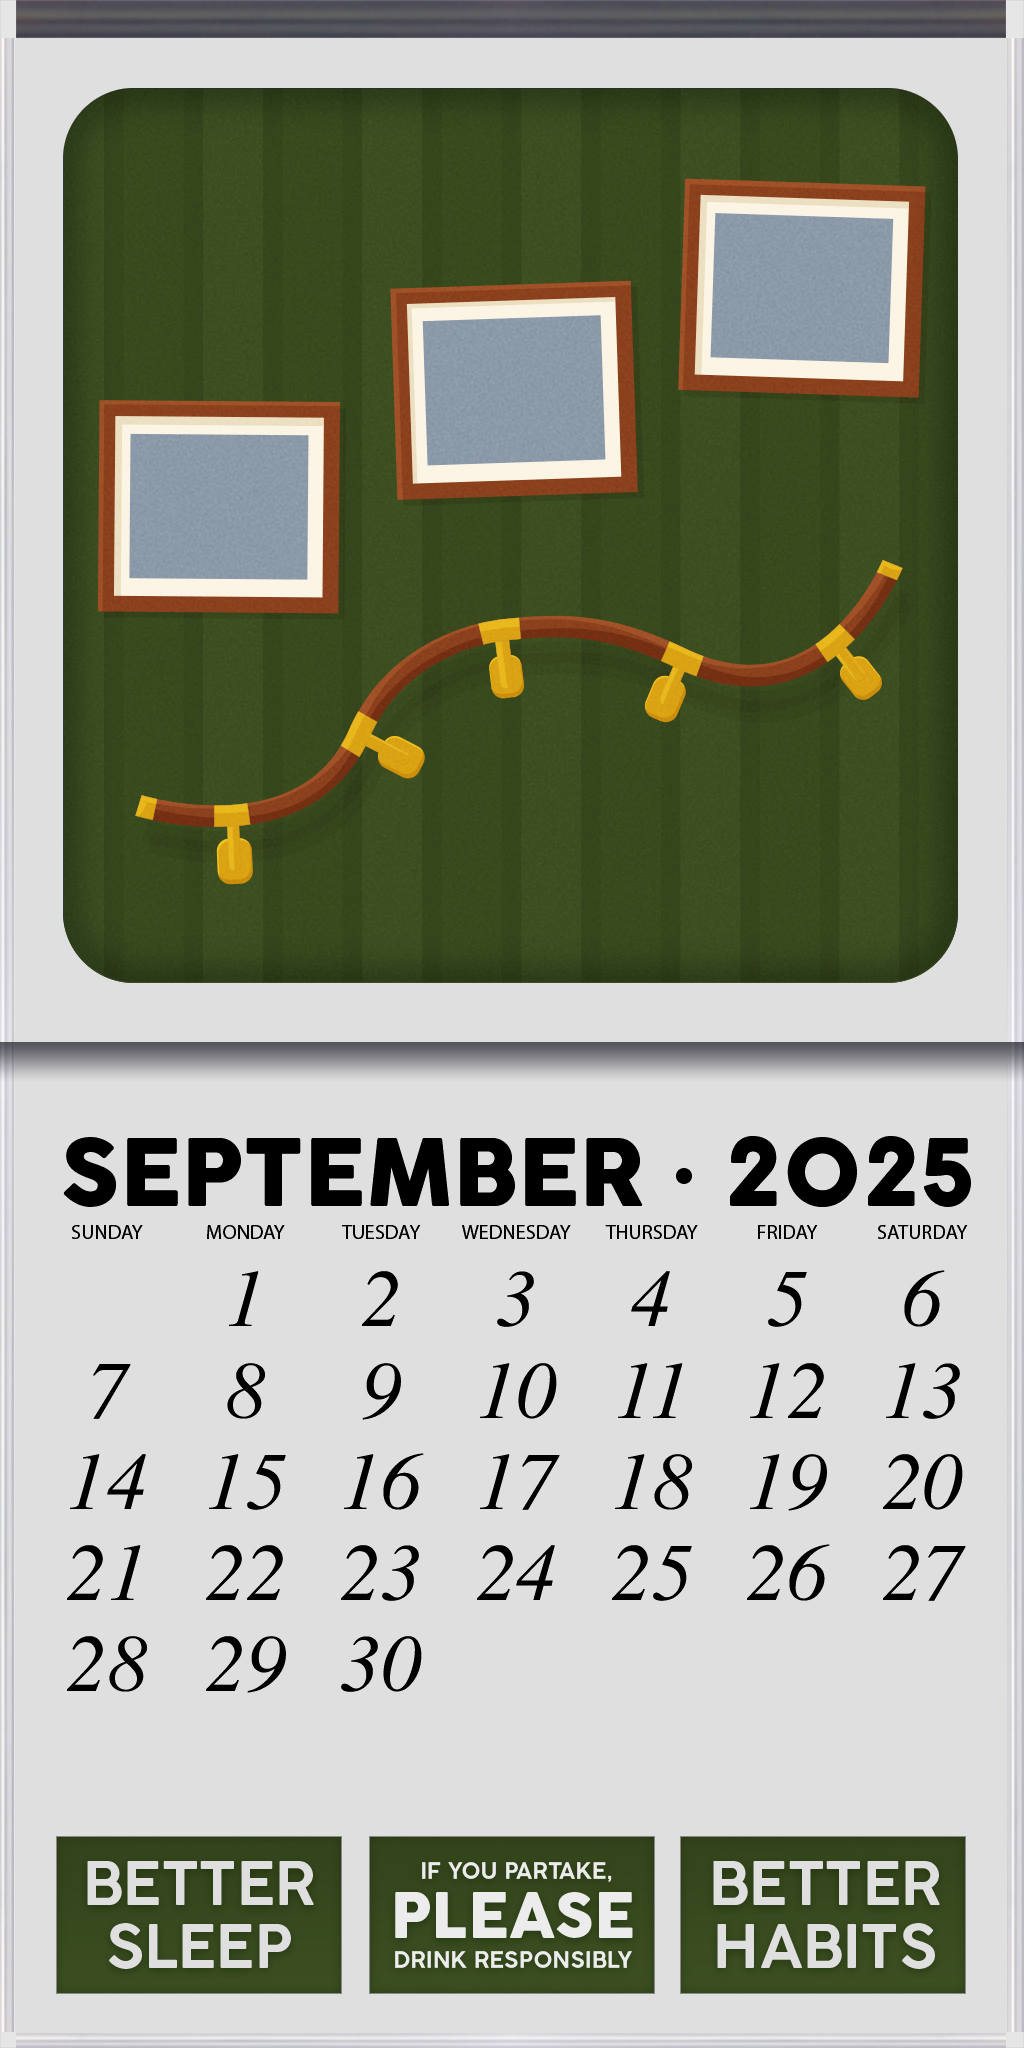 SEPTEMBER · 2025
SUNDAY MONDAY TUESDAY WEDNESDAY THURSDAY FRIDAY SATURDAY
1 2 3 4 5 6
7 8 9 10 11 12 13
14 15 16 17 18 19 20
21 22 23 24 25 26 27
28 29 30
BETTER
SLEEP
IF YOU PARTAKE,
PLEASE
DRINK RESPONSIBLY
BETTER
HABITS